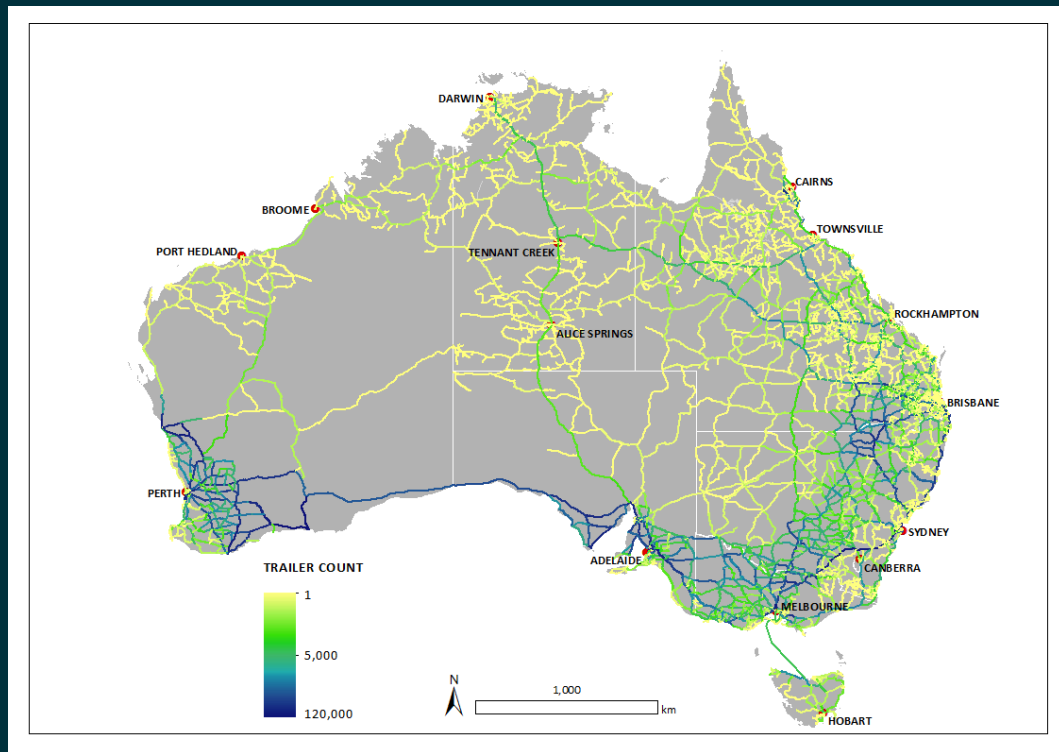 DARWIN
CAIRNS
BROOME
TOWNSVILLE
PORT HEDLAND
TENNANT CREEK
ROCKHAMPTON
ALICE SPRINGS
BRISBANE
PERTH
SYDNEY
ADELAIDE
CANBERRA
TRAILER COUNT
1
5,000
120,000
MELBOURNE
N
1,000
km
HOBART